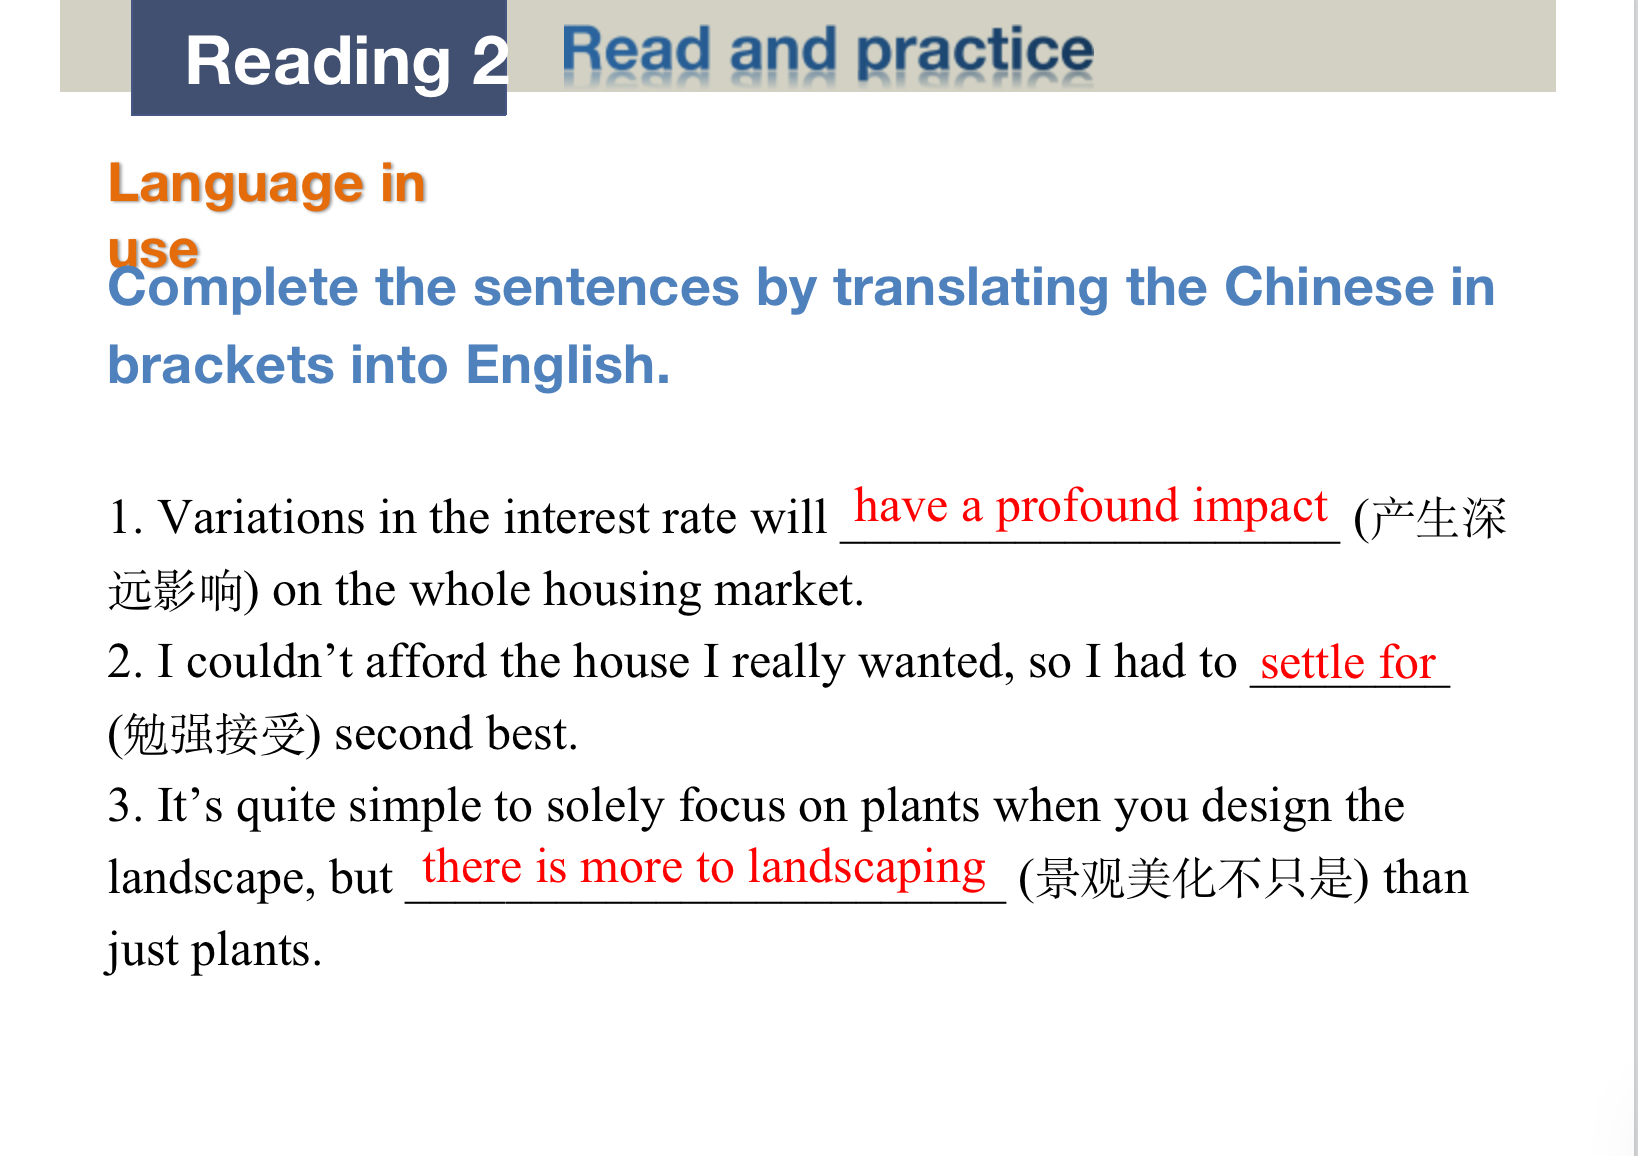 Reading 2
Read and practice
Language in
use
Complete the sentences by translating the Chinese in
brackets into English.
1. Variations in the interest rate will have a profound impact (产生深
远影响) on the whole housing market.
2. I couldn’t afford the house I really wanted, so I had to settle for
(勉强接受) second best.
3. It’s quite simple to solely focus on plants when you design the
landscape, but there is more to landscaping (景观美化不只是) than
just plants.